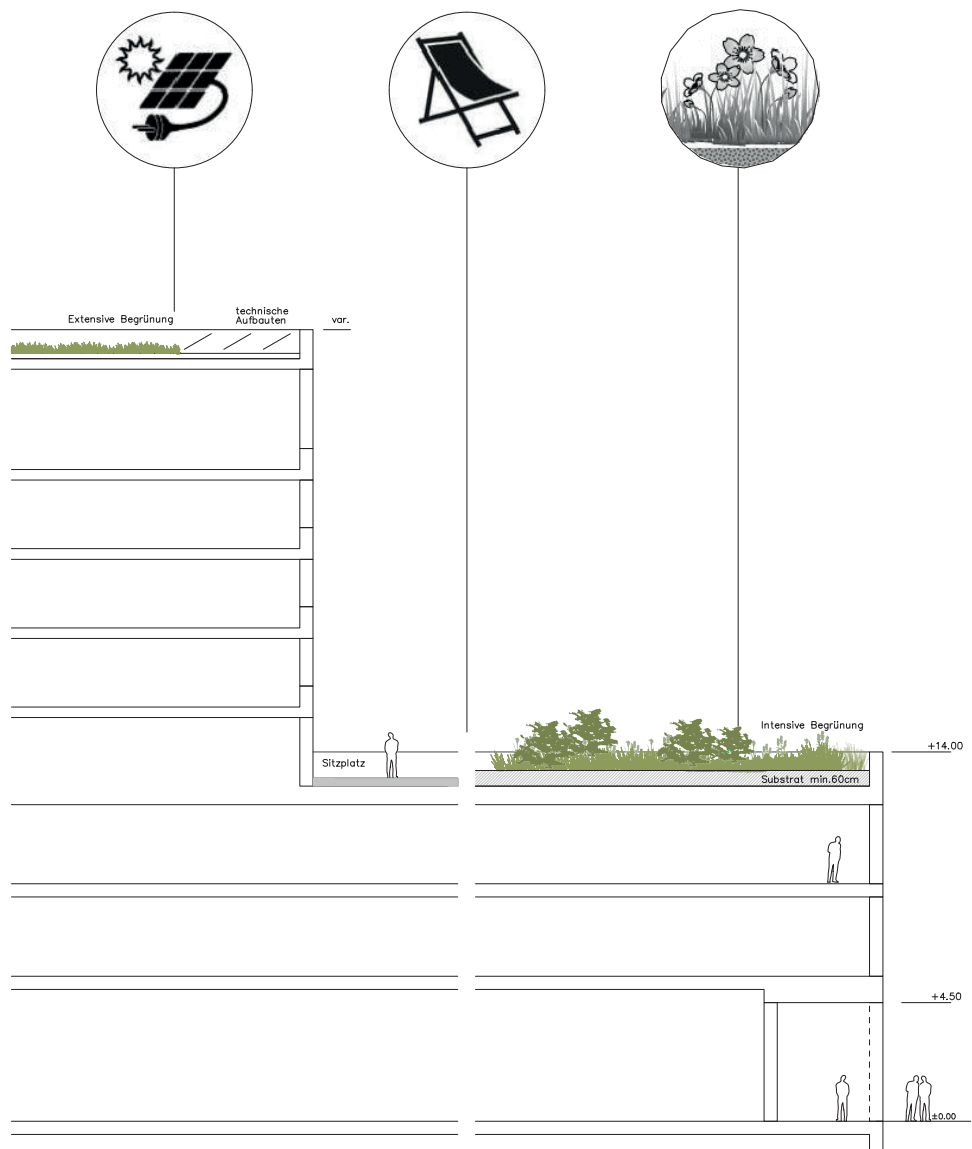 Extensive Begrünung
technische
Aufbauten
var.
Intensive Begrünung
+14.00
Sitzplatz
Substrat min.60cm
+4.50
±0.00